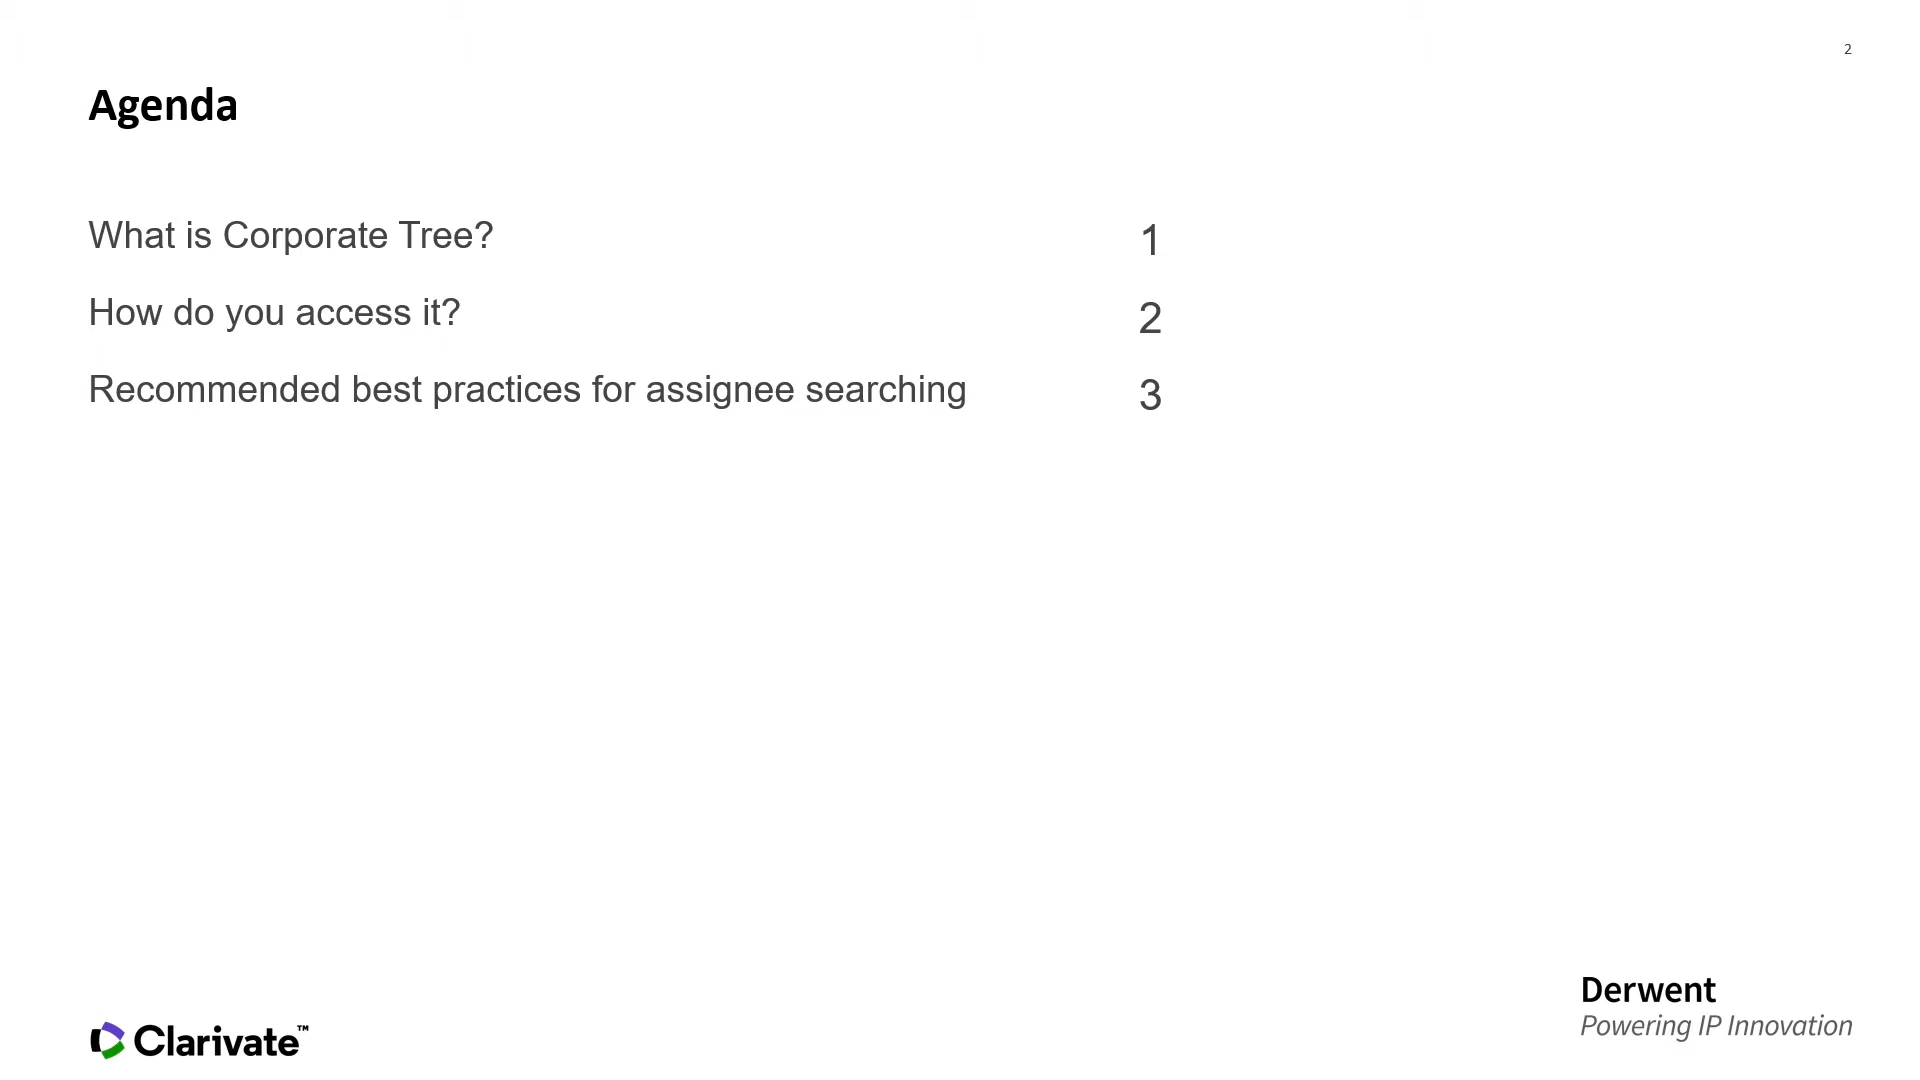 2
Agenda
What is Corporate Tree? 1
How do you access it? 2
Recommended best practices for assignee searching 3
Derwent
Powering IP Innovation
Clarivate™